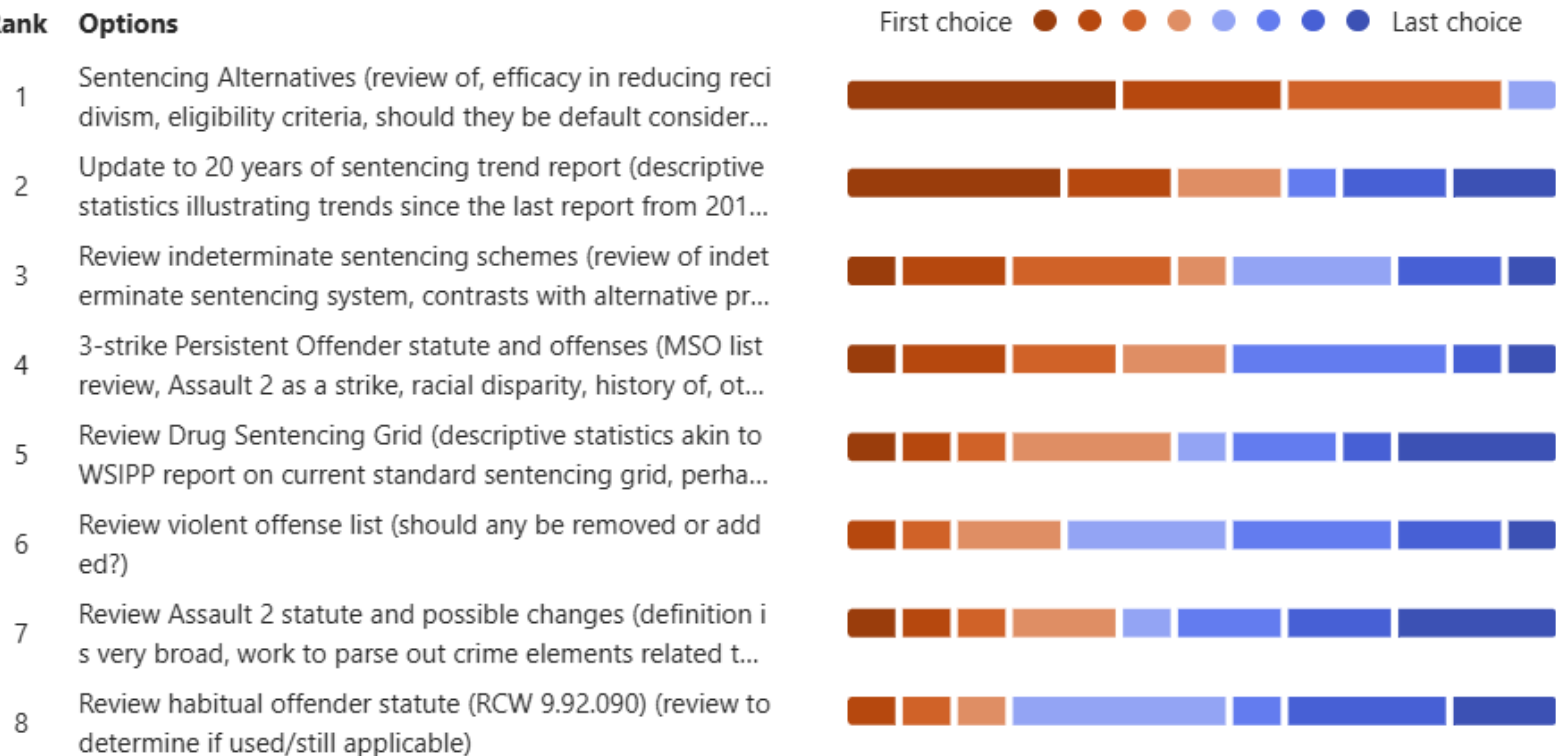 ank Options First choice Last choice
1
Sentencing Alternatives (review of, efficacy in reducing reci
divism, eligibility criteria, should they be default consider...
2
Update to 20 years of sentencing trend report (descriptive
statistics illustrating trends since the last report from 201...
3
Review indeterminate sentencing schemes (review of indet
erminate sentencing system, contrasts with alternative pr...
4
3-strike Persistent Offender statute and offenses (MSO list
review, Assault 2 as a strike, racial disparity, history of, ot...
5
Review Drug Sentencing Grid (descriptive statistics akin to
WSIPP report on current standard sentencing grid, perha...
6
Review violent offense list (should any be removed or add
ed?)
7
Review Assault 2 statute and possible changes (definition i
s very broad, work to parse out crime elements related t...
8
Review habitual offender statute (RCW 9.92.090) (review to
determine if used/still applicable)